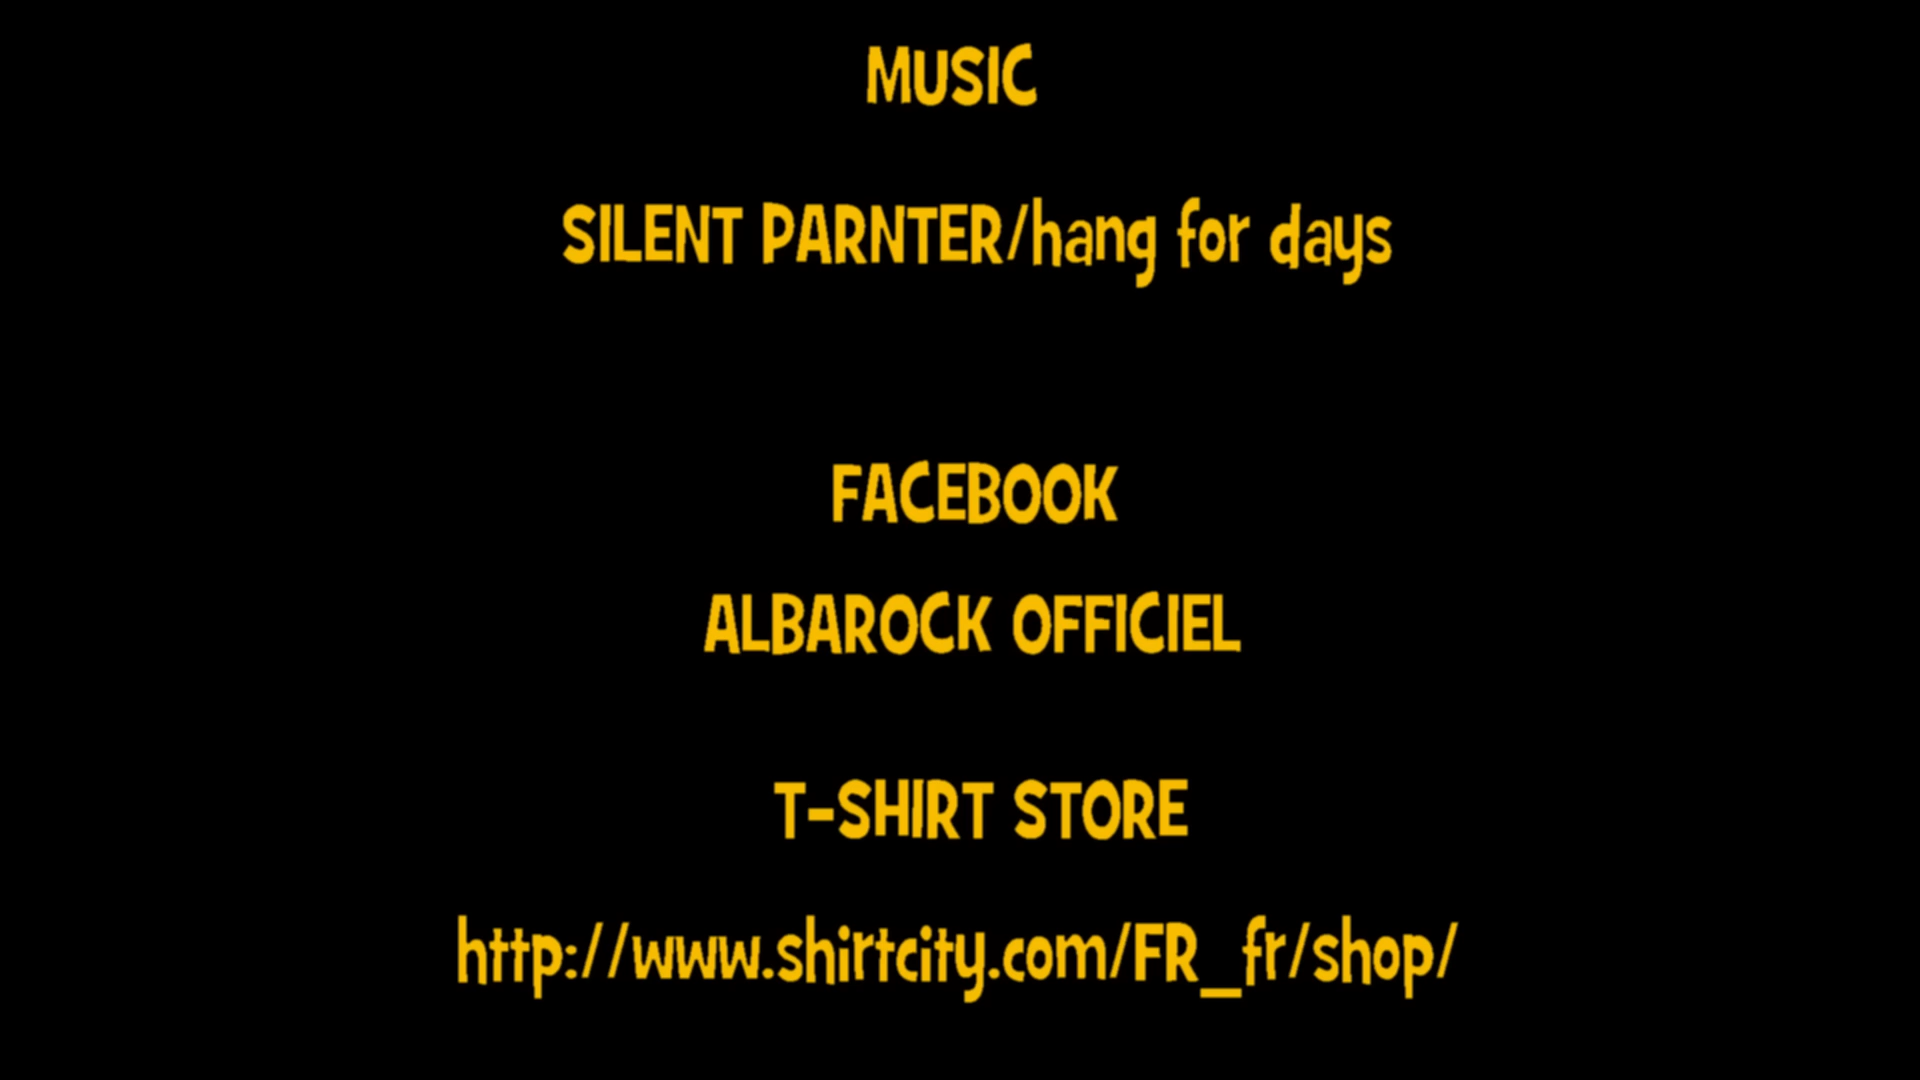 MUSIC
SILENT PARNTER/hang for days
FACEBOOK
ALBAROCK OFFICIEL
T-SHIRT STORE
http://www.shirtcity.com/FR_fr/shop/